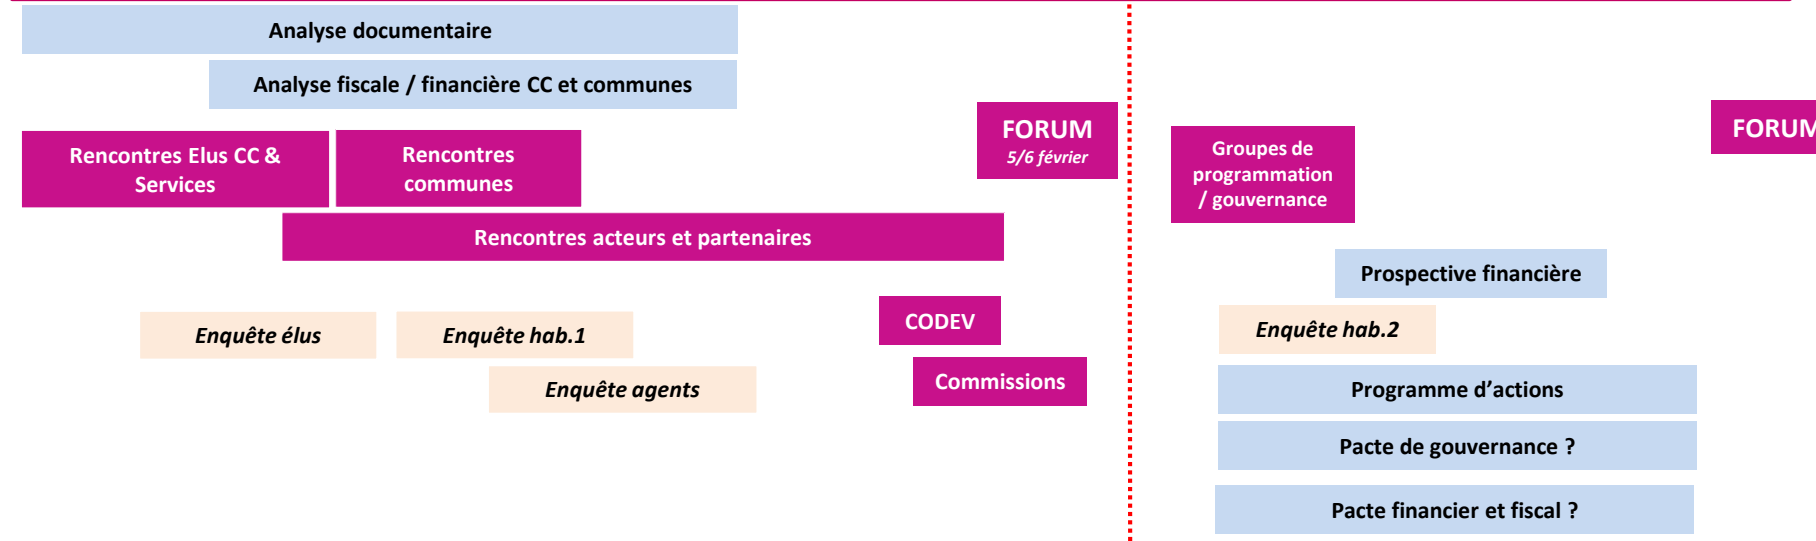 Analyse documentaire
Analyse fiscale / financière CC et communes
Rencontres Elus CC &
Services
Rencontres
communes
FORUM
5/6 février
Rencontres acteurs et partenaires
Enquête élus
Enquête hab.1
Enquête agents
CODEV
Commissions
Groupes de
programmation
/ gouvernance
FORUM
Prospective financière
Enquête hab.2
Programme d’actions
Pacte de gouvernance ?
Pacte financier et fiscal ?